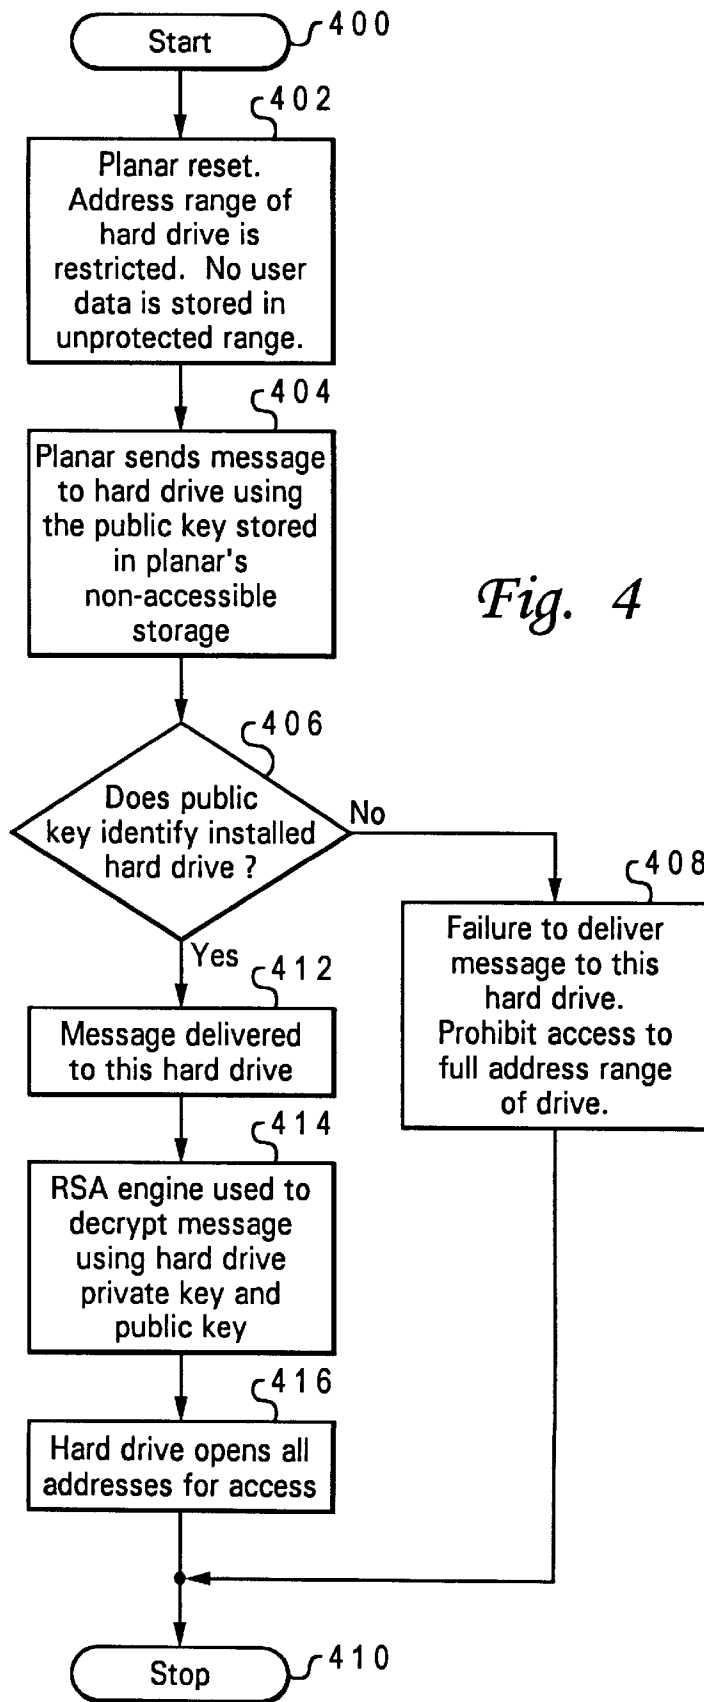 Start
400
402
Planar reset.
Address range of
hard drive is
restricted. No user
data is stored in
unprotected range.
404
Planar sends message
to hard drive using
the public key stored
in planar's
non-accessible
storage
Fig. 4
406
Does public
key identify installed
hard drive ?
No
Yes
408
Failure to deliver
message to this
hard drive.
Prohibit access to
full address range
of drive.
412
Message delivered
to this hard drive
414
RSA engine used to
decrypt message
using hard drive
private key and
public key
416
Hard drive opens all
addresses for access
Stop
410